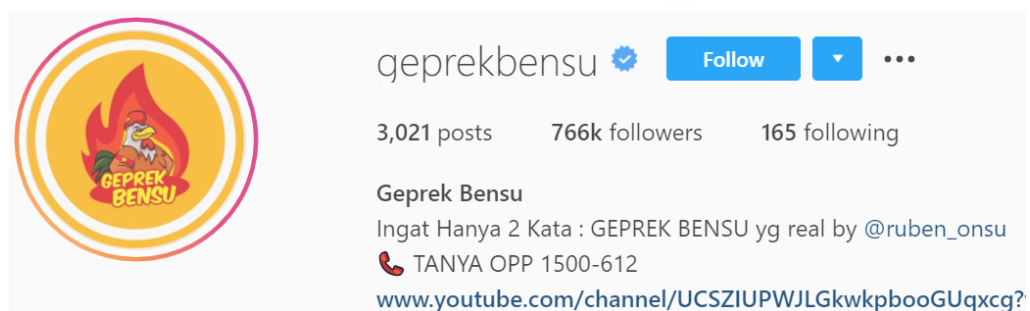 GEPREK
BENSU
geprekbensu Follow
3,021 posts 766k followers 165 following
Geprek Bensu
Ingat Hanya 2 Kata : GEPREK BENSU yg real by @ruben_onsu
TANYA OPP 1500-612
www.youtube.com/channel/UCSZIUPWJLGkwkpbooGUqxcg?